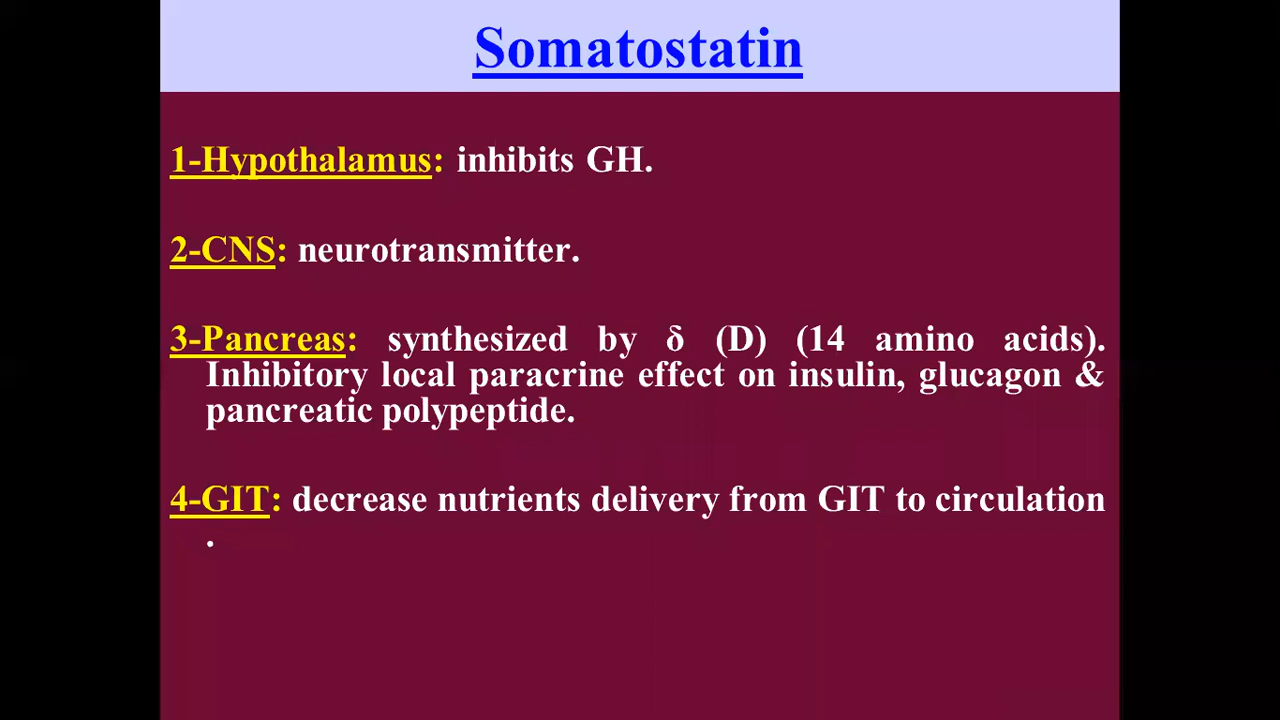 Somatostatin
1-Hypothalamus: inhibits GH.
2-CNS: neurotransmitter.
3-Pancreas: synthesized by δ (D) (14 amino acids).
Inhibitory local paracrine effect on insulin, glucagon &
pancreatic polypeptide.
4-GIT: decrease nutrients delivery from GIT to circulation
.